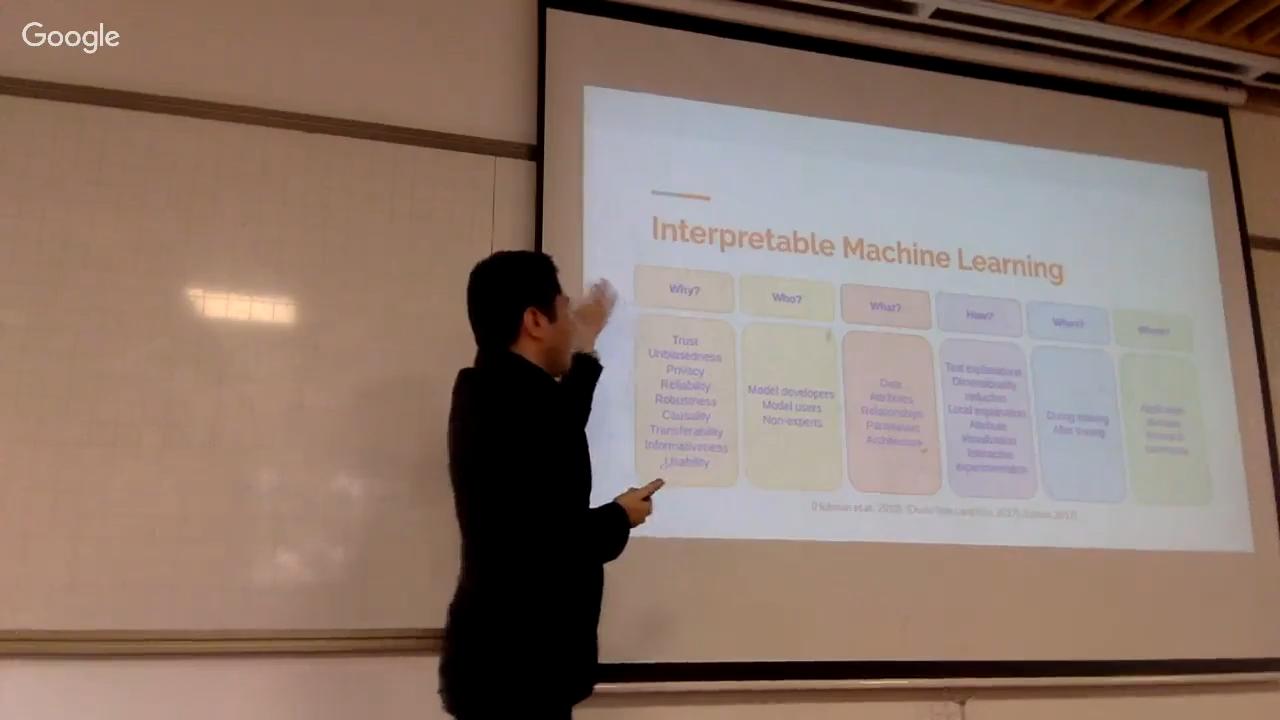 Google
Interpretable Machine Learning
Why?
Trust
Unbiasedness
Privacy
Reliability
Robustness
Causality
Transferability
Informativeness
Usability
Who?
Model developers
Model users
Non-experts
What?
Data
Attributes
Relationships
Parameters
Architecture
How?
Text explanations
Dimensionality
reduction
Local explanation
Attribute
visualization
Interactive
experimentation
When?
During training
After training
Where?